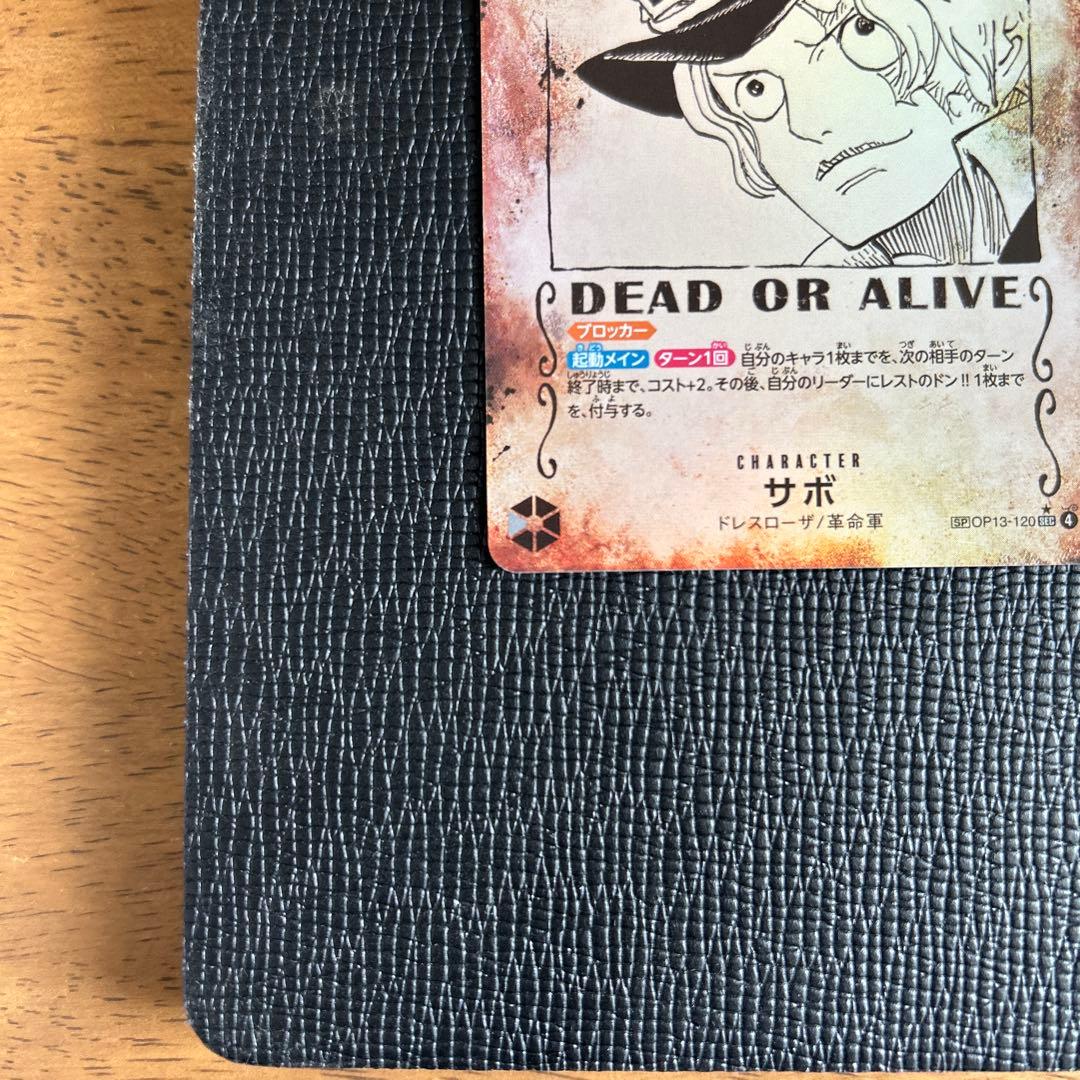 DEAD OR ALIVE
ブロッカー
起動メイン ターン1回 自分のキャラ1枚までを、次の相手のターン
終了時まで、コスト+2。その後、自分のリーダーにレストのドン!!1枚まで
を、付与する。
CHARACTER
サボ
ドレスローザ/革命軍
SP OP13-120 SEC 4